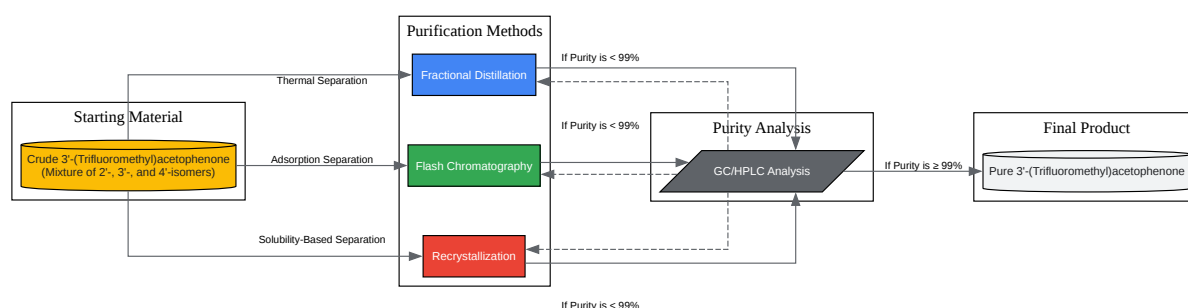 Purification Methods
If Purity is < 99%
Fractional Distillation
Thermal Separation
Starting Material
Crude 3'-(Trifluoromethyl)acetophenone
(Mixture of 2'-, 3'-, and 4'-isomers)
If Purity is < 99%
Adsorption Separation
Flash Chromatography
Purity Analysis
GC/HPLC Analysis
If Purity is ≥ 99%
Final Product
Pure 3'-(Trifluoromethyl)acetophenone
Solubility-Based Separation
Recrystallization
If Purity is < 99%